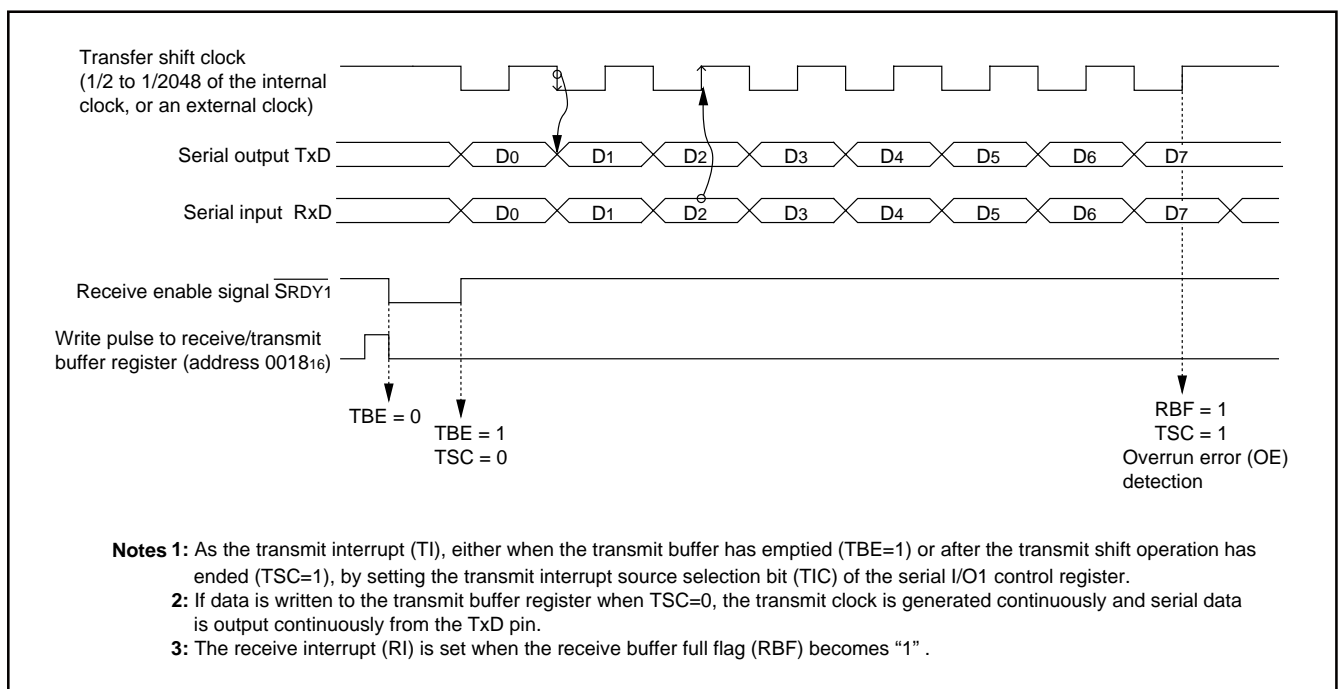 Transfer shift clock
(1/2 to 1/2048 of the internal
clock, or an external clock)
Serial output TxD
D0 D1 D2 D3 D4 D5 D6 D7
Serial input RxD
D0 D1 D2 D3 D4 D5 D6 D7
Receive enable signal SRDY1
Write pulse to receive/transmit
buffer register (address 001816)
TBE = 0
TBE = 1
TSC = 0
RBF = 1
TSC = 1
Overrun error (OE)
detection
Notes 1: As the transmit interrupt (TI), either when the transmit buffer has emptied (TBE=1) or after the transmit shift operation has
ended (TSC=1), by setting the transmit interrupt source selection bit (TIC) of the serial I/O1 control register.
2: If data is written to the transmit buffer register when TSC=0, the transmit clock is generated continuously and serial data
is output continuously from the TxD pin.
3: The receive interrupt (RI) is set when the receive buffer full flag (RBF) becomes “1” .